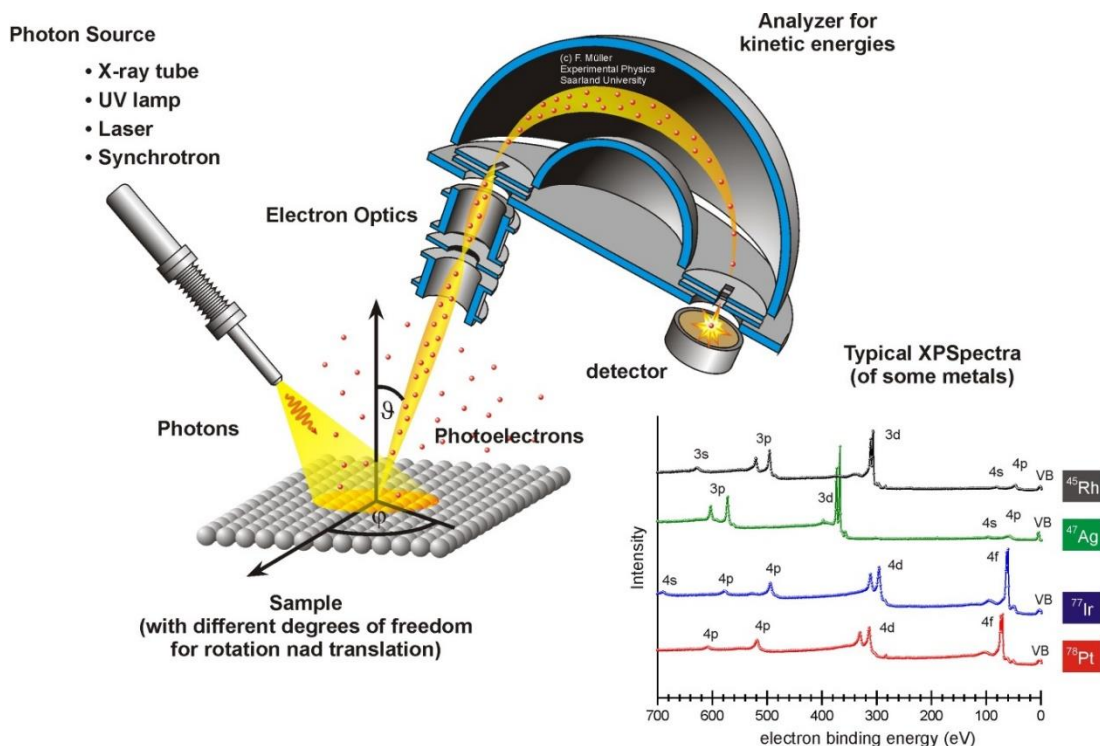 Photon Source
• X-ray tube
• UV lamp
• Laser
• Synchrotron
Analyzer for
kinetic energies
(c) F. Müller
Experimental Physics
Saarland University
Electron Optics
detector
Photons
ϑ
Photoelectrons
φ
Sample
(with different degrees of freedom
for rotation nad translation)
Typical XPSpectra
(of some metals)
3s 3p 3d 4s 4p VB
⁴⁵Rh
3p 3d 4s 4p VB
⁴⁷Ag
4s 4p 4p 4d 4f VB
⁷⁷Ir
4p 4p 4d 4f VB
⁷⁸Pt
Intensity
700 600 500 400 300 200 100 0
electron binding energy (eV)